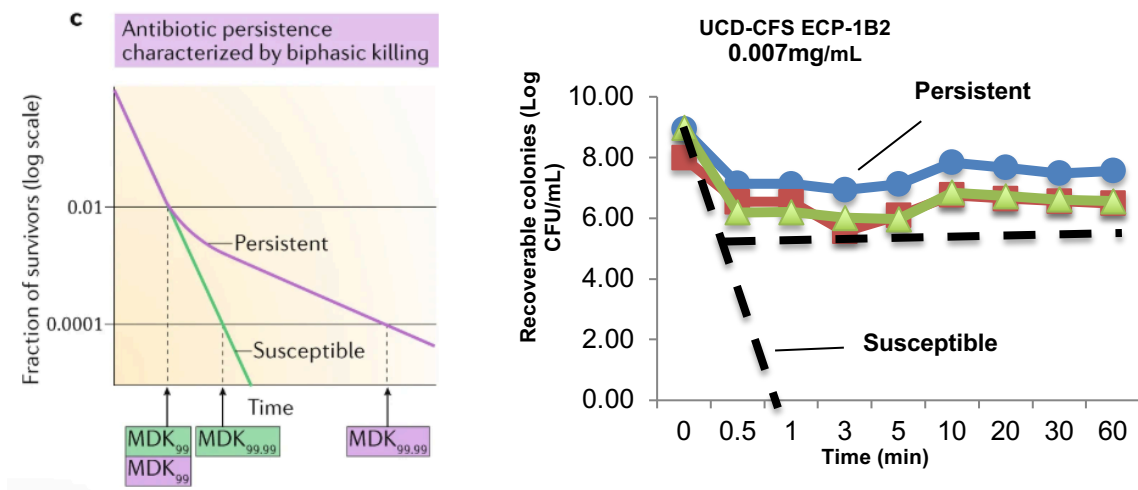 c
Antibiotic persistence
characterized by biphasic killing
Fraction of survivors (log scale)
0.01
0.0001
Persistent
Susceptible
Time
MDK99
MDK99
MDK99.99
MDK99.99
UCD-CFS ECP-1B2
0.007mg/mL
Recoverable colonies (Log
CFU/mL)
10.00
8.00
6.00
4.00
2.00
0.00
Persistent
Susceptible
0 0.5 1 3 5 10 20 30 60
Time (min)